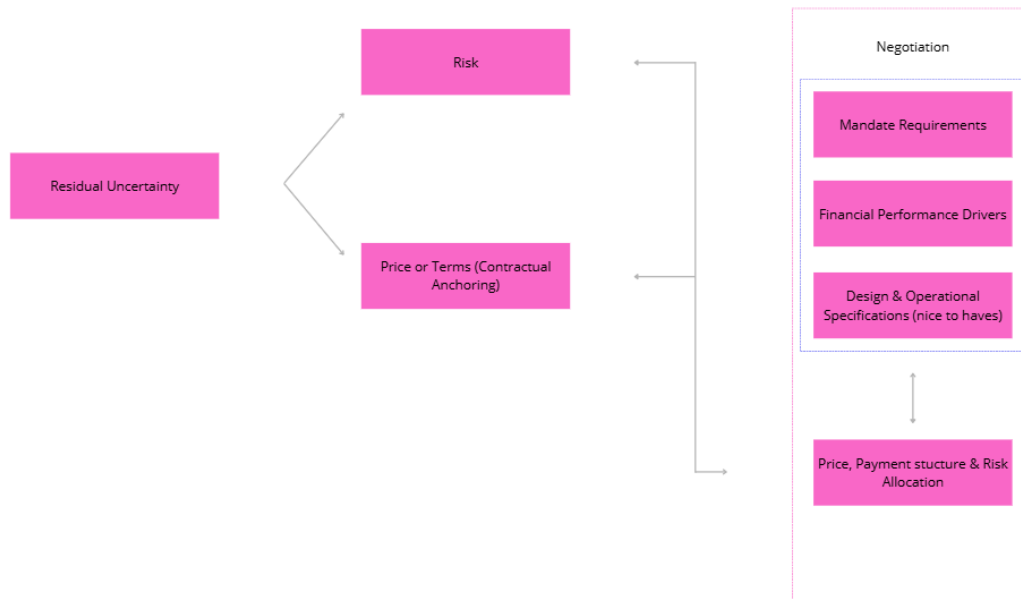 Negotiation
Risk
Mandate Requirements
Residual Uncertainty
Financial Performance Drivers
Price or Terms (Contractual
Anchoring)
Design & Operational
Specifications (nice to haves)
Price, Payment stucture & Risk
Allocation